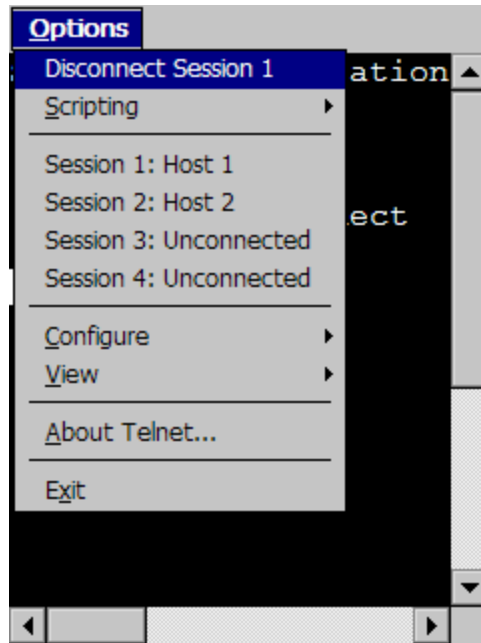 Options
Disconnect Session 1
ation
Scripting
Session 1: Host 1
Session 2: Host 2
ect
Session 3: Unconnected
Session 4: Unconnected
Configure
View
About Telnet...
Exit